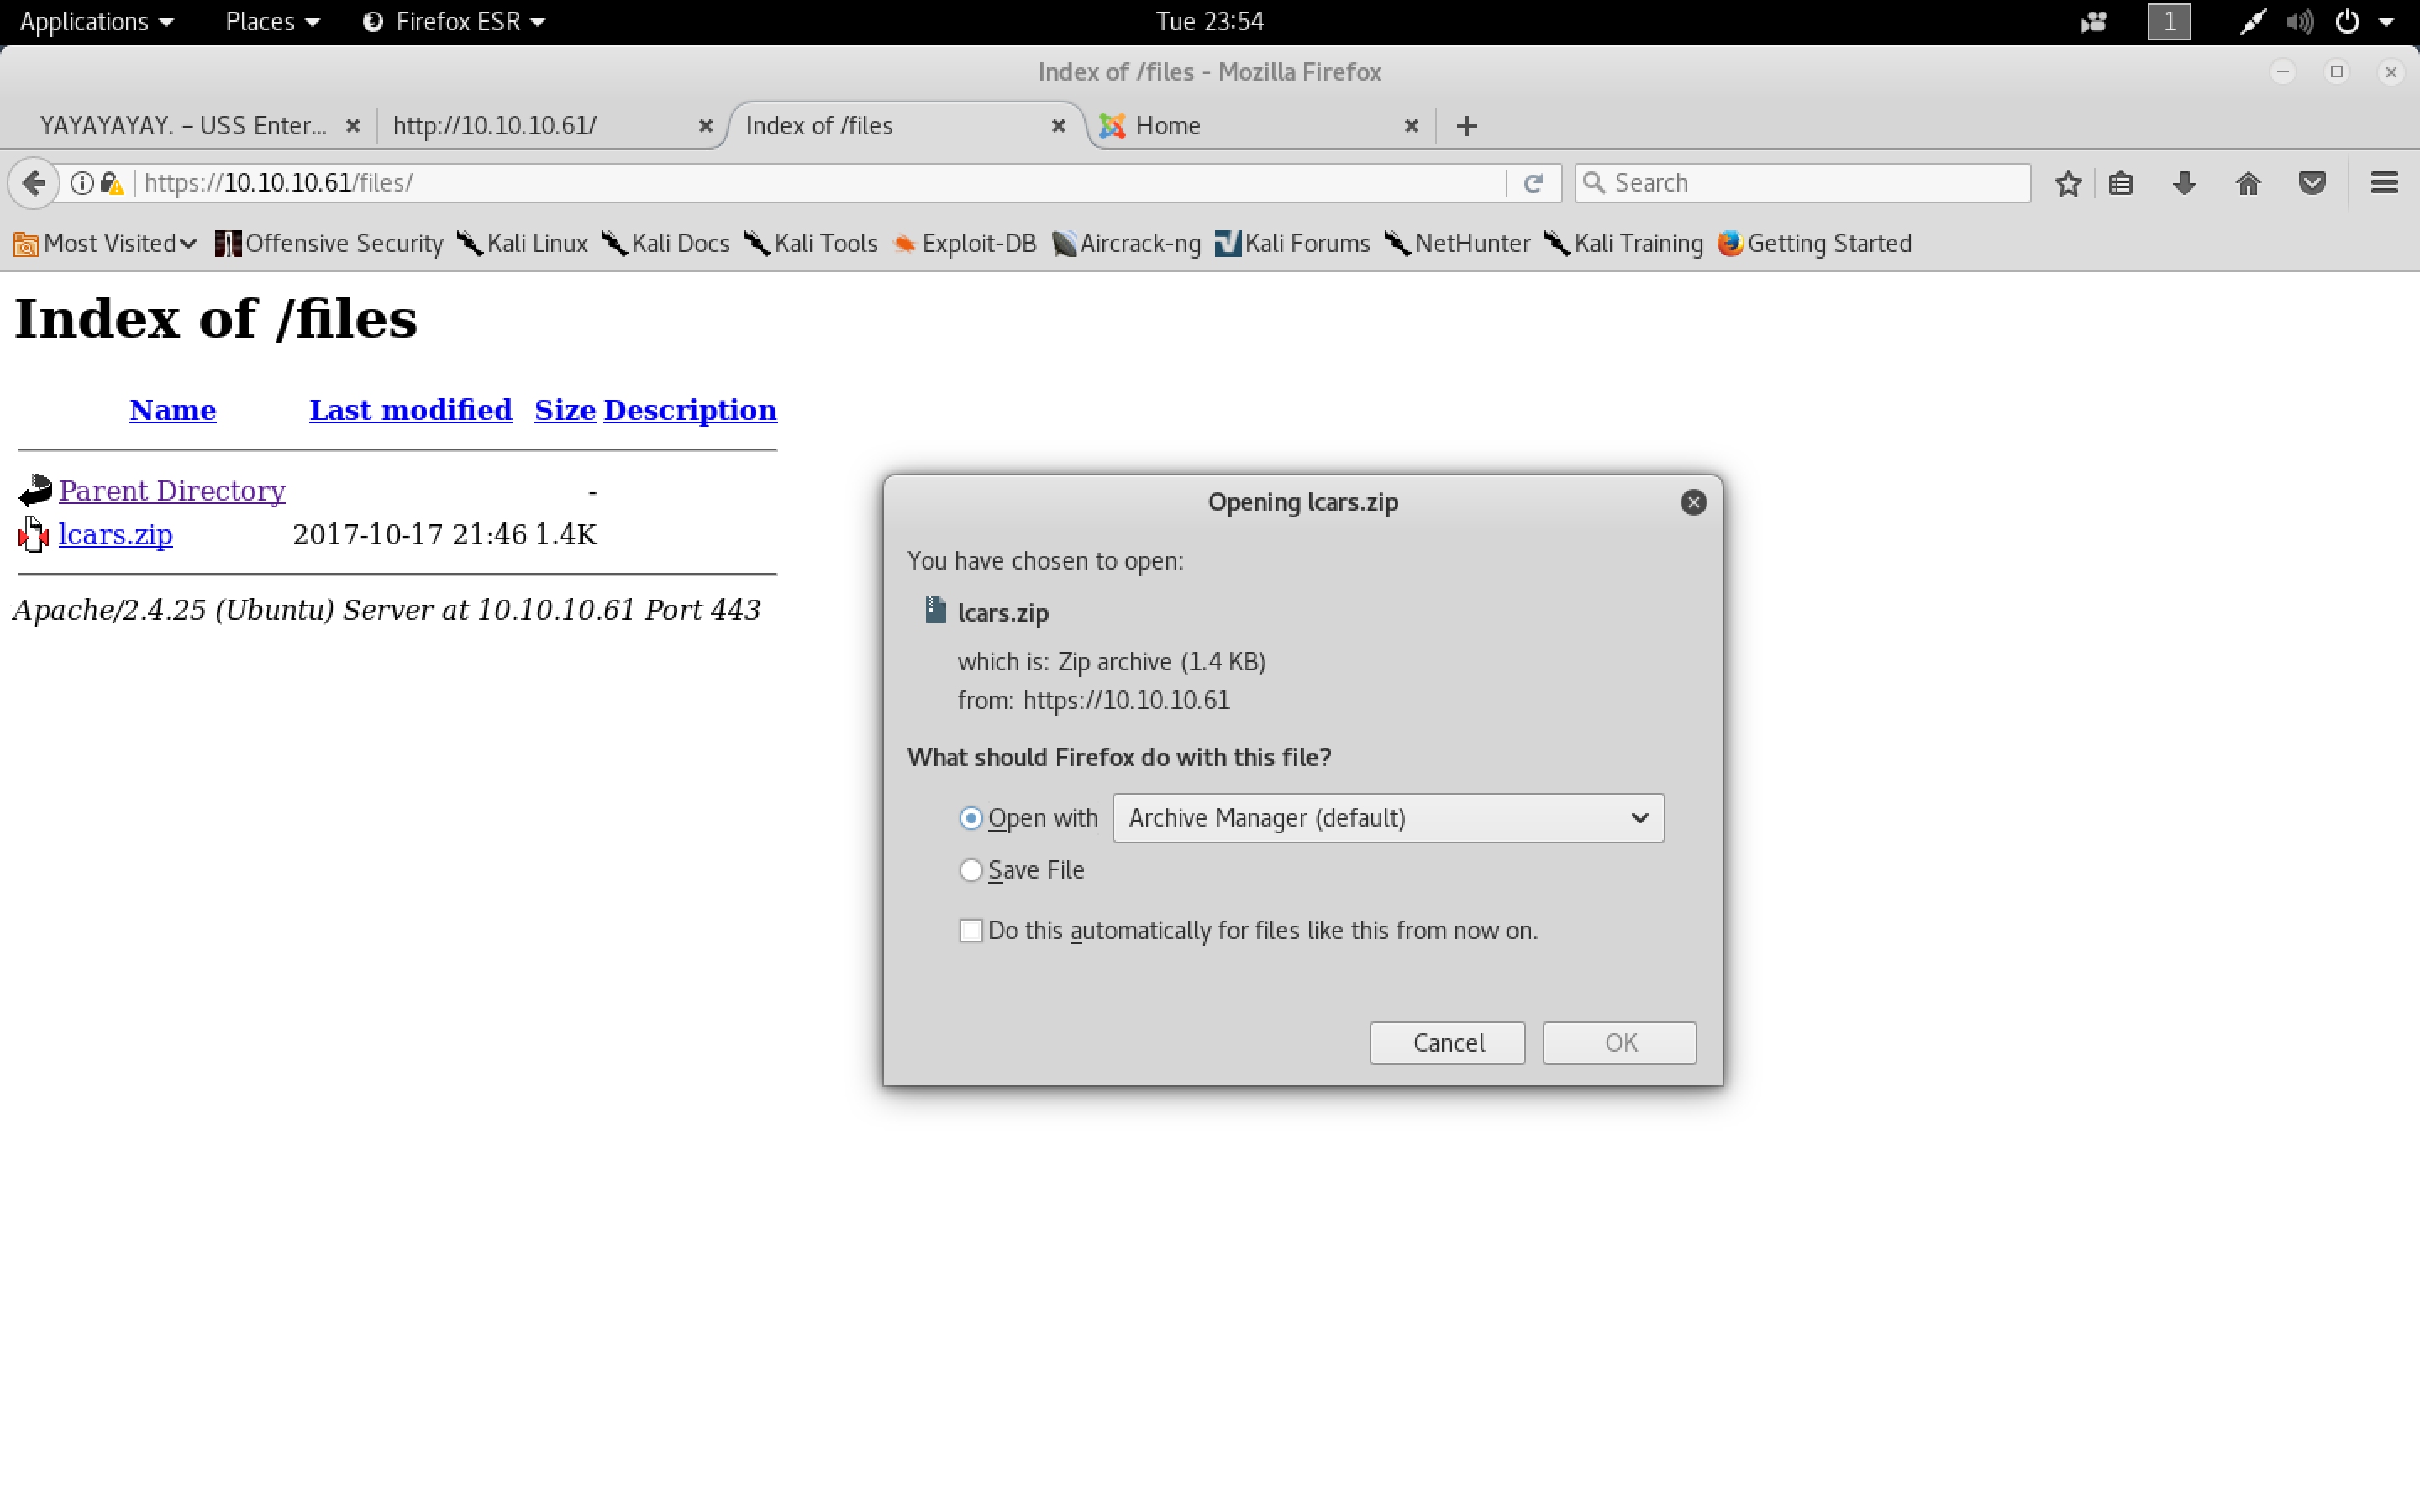 Applications Places Firefox ESR Tue 23:54 1
Index of /files - Mozilla Firefox
YAYAYAYAY. – USS Enter... http://10.10.10.61/ Index of /files Home
https://10.10.10.61/files/ Search
Most Visited Offensive Security Kali Linux Kali Docs Kali Tools Exploit-DB Aircrack-ng Kali Forums NetHunter Kali Training Getting Started
Index of /files
Name Last modified Size Description
Parent Directory -
lcars.zip 2017-10-17 21:46 1.4K
Apache/2.4.25 (Ubuntu) Server at 10.10.10.61 Port 443
Opening lcars.zip
You have chosen to open:
lcars.zip
which is: Zip archive (1.4 KB)
from: https://10.10.10.61
What should Firefox do with this file?
Open with Archive Manager (default)
Save File
Do this automatically for files like this from now on.
Cancel OK